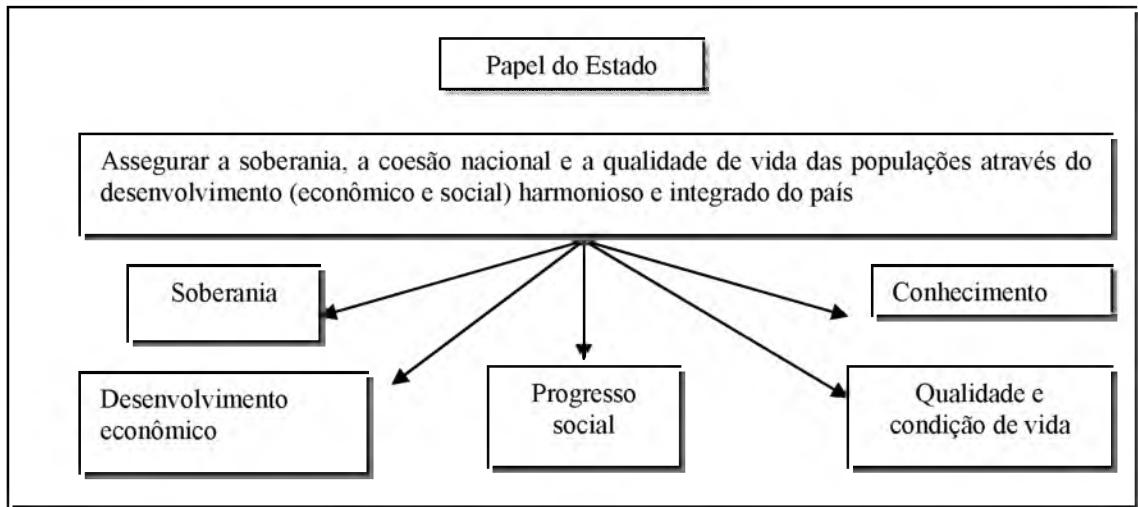 Papel do Estado
Assegurar a soberania, a coesão nacional e a qualidade de vida das populações através do
desenvolvimento (econômico e social) harmonioso e integrado do país
Soberania
Conhecimento
Desenvolvimento
econômico
Progresso
social
Qualidade e
condição de vida